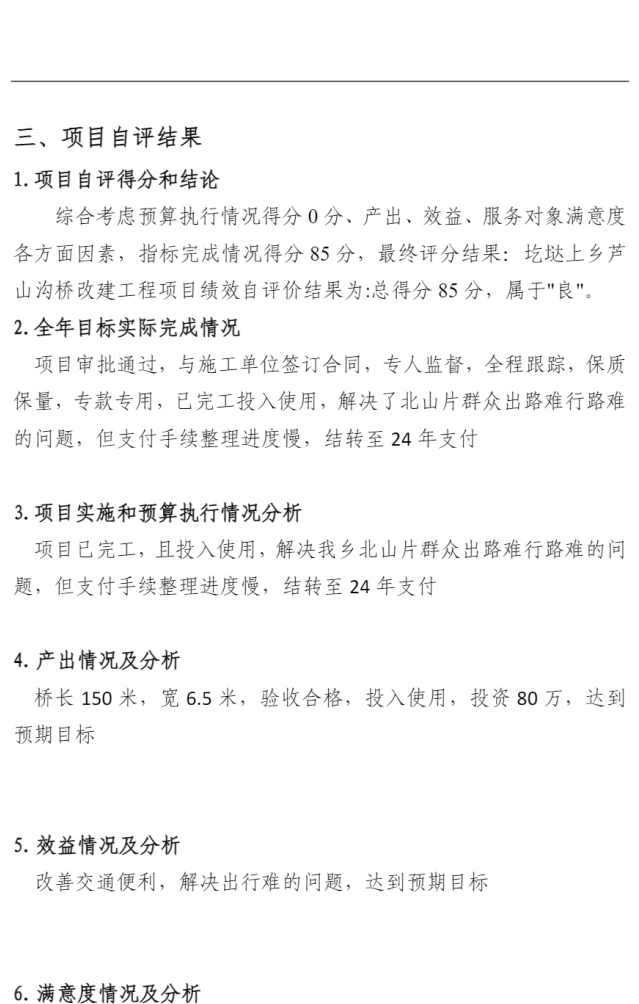 三、项目自评结果
1.项目自评得分和结论
综合考虑预算执行情况得分 0 分、产出、效益、服务对象满意度
各方面因素，指标完成情况得分 85 分，最终评分结果：圪垯上乡芦
山沟桥改建工程项目绩效自评价结果为:总得分 85 分，属于"良"。
2.全年目标实际完成情况
项目审批通过，与施工单位签订合同，专人监督，全程跟踪，保质
保量，专款专用，已完工投入使用，解决了北山片群众出路难行路难
的问题，但支付手续整理进度慢，结转至 24 年支付
3.项目实施和预算执行情况分析
项目已完工，且投入使用，解决我乡北山片群众出路难行路难的问
题，但支付手续整理进度慢，结转至 24 年支付
4. 产出情况及分析
桥长 150 米，宽 6.5 米，验收合格，投入使用，投资 80 万，达到
预期目标
5. 效益情况及分析
改善交通便利，解决出行难的问题，达到预期目标
6. 满意度情况及分析